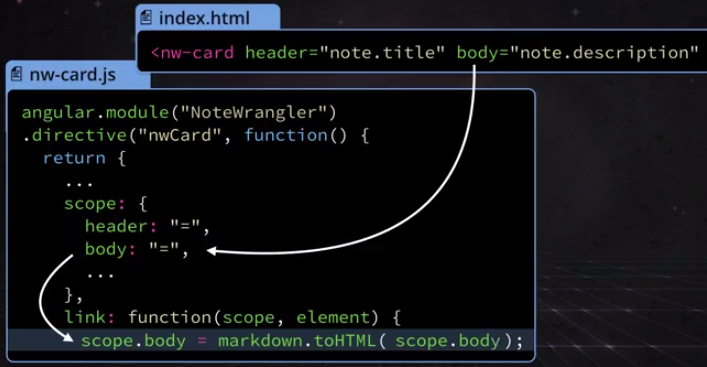 index.html
<nw-card header="note.title" body="note.description"
nw-card.js
angular.module("NoteWrangler")
.directive("nwCard", function() {
return {
...
scope: {
header: "=",
body: "=",
...
},
link: function(scope, element) {
scope.body = markdown.toHTML( scope.body);